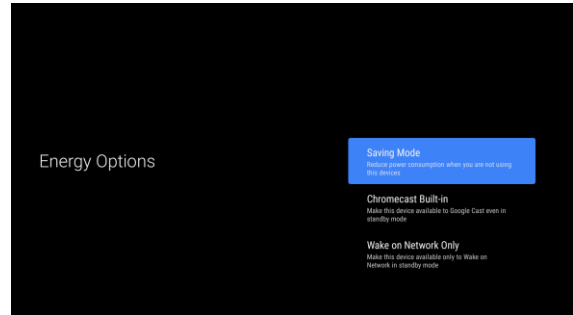 Energy Options
Saving Mode
Reduce power consumption when you are not using
this devices
Chromecast Built-in
Make this device available to Google Cast even in
standby mode
Wake on Network Only
Make this device available only to Wake on
Network in standby mode